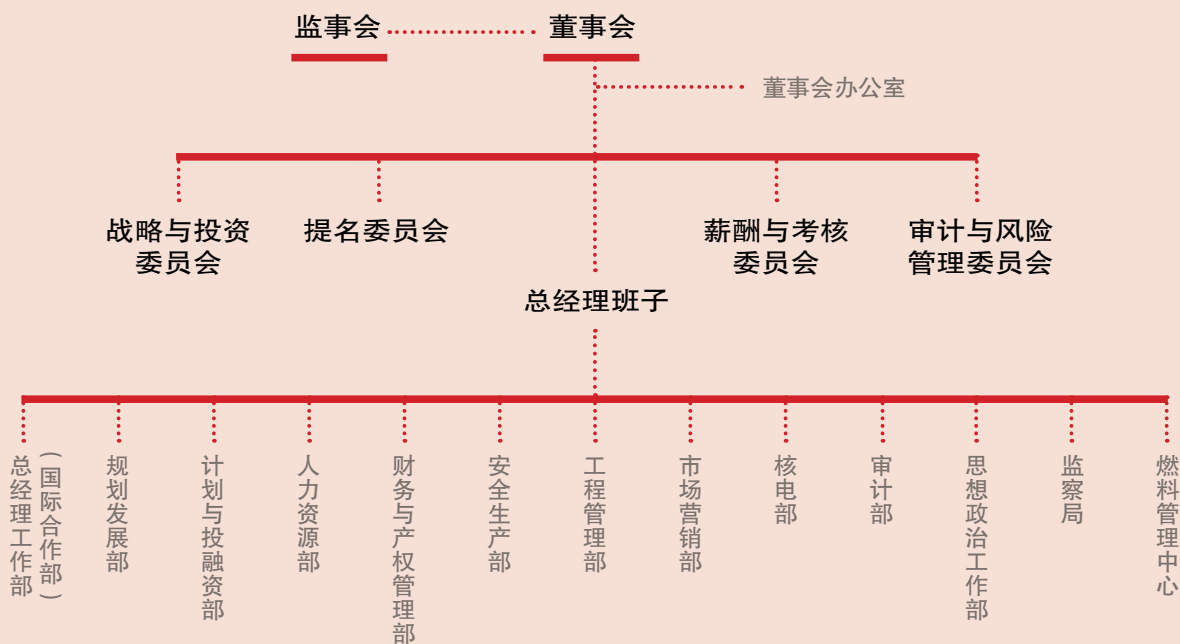 监事会
董事会
董事会办公室
战略与投资
委员会
提名委员会
薪酬与考核
委员会
审计与风险
管理委员会
总经理班子
总经理工作部
(国际合作部)
规划发展部
计划与投融资部
人力资源部
财务与产权管理部
安全生产部
工程管理部
市场营销部
核电部
审计部
思想政治工作部
监察局
燃料管理中心